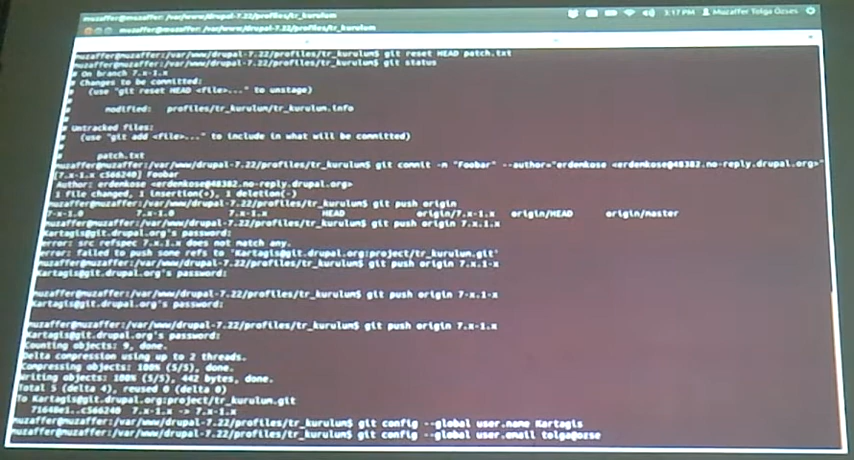 muzaffer@muzaffer: /var/www/drupal-7.22/profiles/tr_kurulum 3:17 PM Muzaffer Tolga Özses
muzaffer@muzaffer: /var/www/drupal-7.22/profiles/tr_kurulum
muzaffer@muzaffer:/var/www/drupal-7.22/profiles/tr_kurulum$ git reset HEAD patch.txt
muzaffer@muzaffer:/var/www/drupal-7.22/profiles/tr_kurulum$ git status
# On branch 7.x-1.x
# Changes to be committed:
#   (use "git reset HEAD <file>..." to unstage)
#
#       modified:   profiles/tr_kurulum/tr_kurulum.info
#
# Untracked files:
#   (use "git add <file>..." to include in what will be committed)
#
#       patch.txt
muzaffer@muzaffer:/var/www/drupal-7.22/profiles/tr_kurulum$ git commit -m "Foobar" --author="erdenkose <erdenkose@48382.no-reply.drupal.org>"
[7.x-1.x c566240] Foobar
 Author: erdenkose <erdenkose@48382.no-reply.drupal.org>
 1 file changed, 1 insertion(+), 1 deletion(-)
muzaffer@muzaffer:/var/www/drupal-7.22/profiles/tr_kurulum$ git push origin
7-x-1.0 7.x-1.0 7.x-1.x HEAD origin/7.x-1.x origin/HEAD origin/master
muzaffer@muzaffer:/var/www/drupal-7.22/profiles/tr_kurulum$ git push origin 7.x.1.x
Kartagis@git.drupal.org's password:
error: src refspec 7.x.1.x does not match any.
error: failed to push some refs to 'Kartagis@git.drupal.org:project/tr_kurulum.git'
muzaffer@muzaffer:/var/www/drupal-7.22/profiles/tr_kurulum$ git push origin 7.x.1-x
Kartagis@git.drupal.org's password:
muzaffer@muzaffer:/var/www/drupal-7.22/profiles/tr_kurulum$ git push origin 7-x.1-x
Kartagis@git.drupal.org's password:
muzaffer@muzaffer:/var/www/drupal-7.22/profiles/tr_kurulum$ git push origin 7.x-1.x
Kartagis@git.drupal.org's password:
Counting objects: 9, done.
Delta compression using up to 2 threads.
Compressing objects: 100% (5/5), done.
Writing objects: 100% (5/5), 442 bytes, done.
Total 5 (delta 4), reused 0 (delta 0)
To Kartagis@git.drupal.org:project/tr_kurulum.git
   71648e1..c566240  7.x-1.x -> 7.x-1.x
muzaffer@muzaffer:/var/www/drupal-7.22/profiles/tr_kurulum$ git config --global user.name Kartagis
muzaffer@muzaffer:/var/www/drupal-7.22/profiles/tr_kurulum$ git config --global user.email tolga@ozse